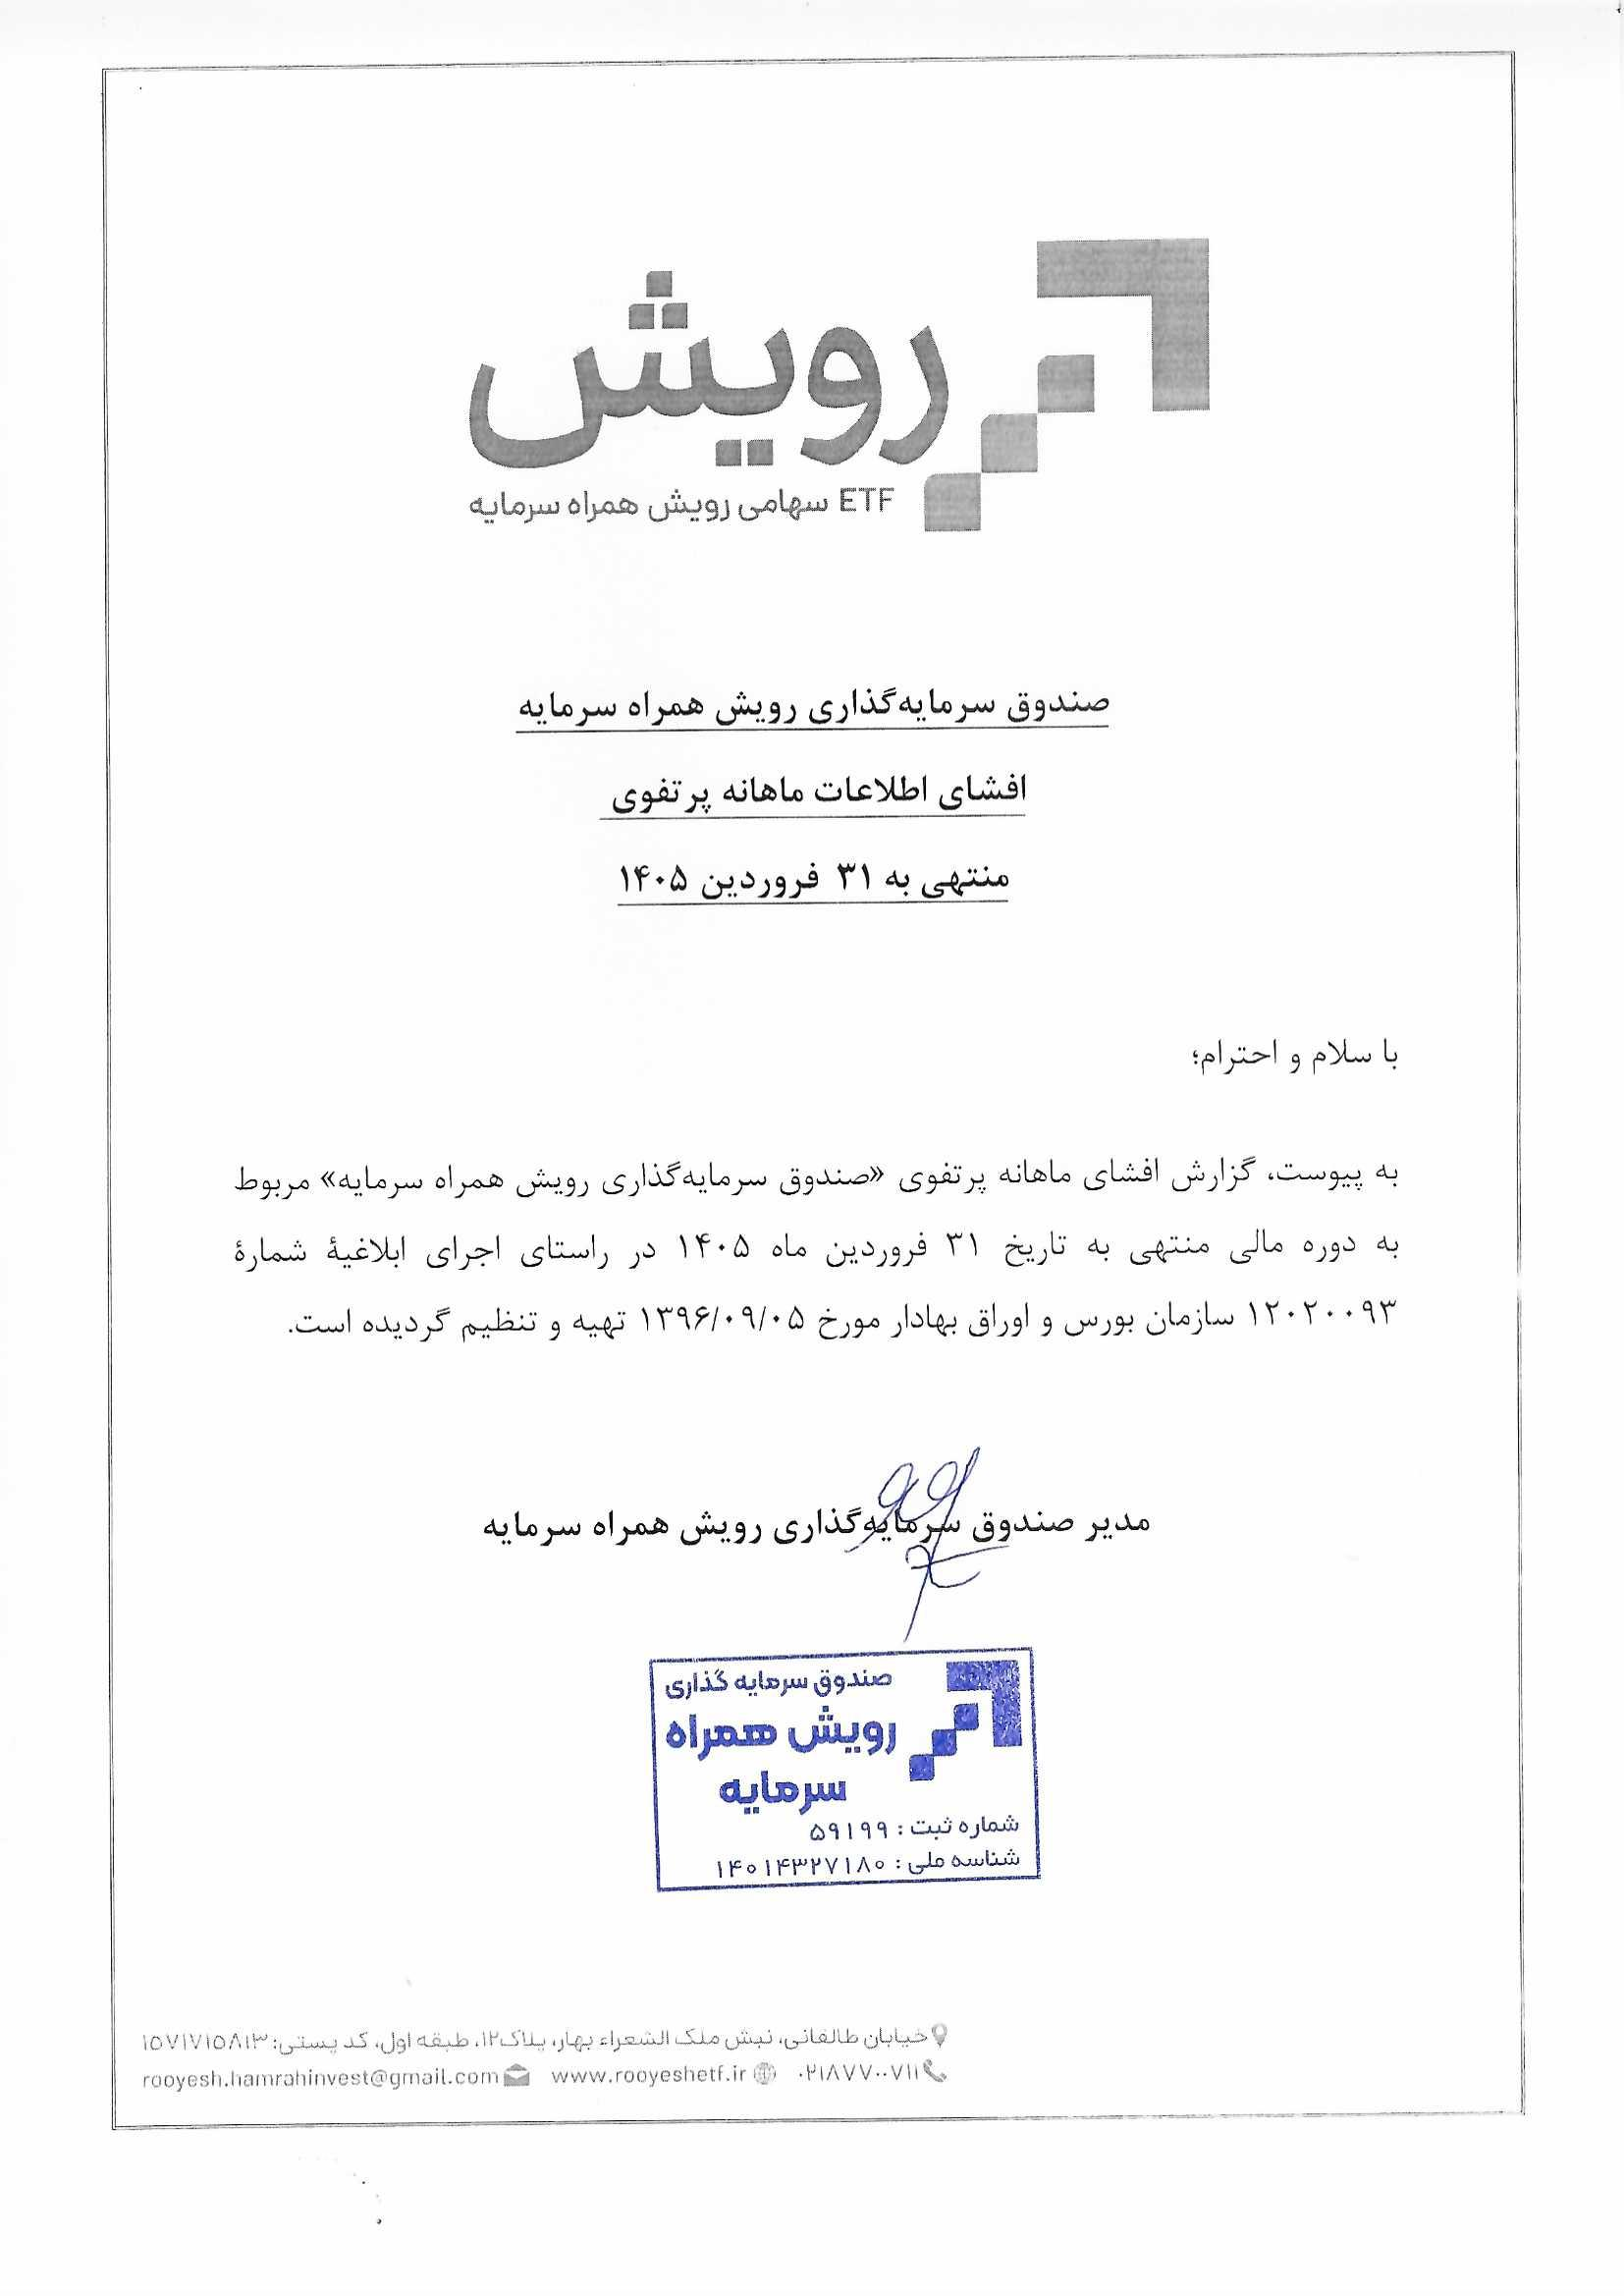 رویش
ETF سهامی رویش همراه سرمایه
صندوق سرمایه‌گذاری رویش همراه سرمایه
افشای اطلاعات ماهانه پرتفوی
منتهی به ۳۱ فروردین ۱۴۰۵
با سلام و احترام؛
به پیوست، گزارش افشای ماهانه پرتفوی «صندوق سرمایه‌گذاری رویش همراه سرمایه» مربوط
به دوره مالی منتهی به تاریخ ۳۱ فروردین ماه ۱۴۰۵ در راستای اجرای ابلاغیهٔ شمارهٔ
۱۲۰۲۰۰۹۳ سازمان بورس و اوراق بهادار مورخ ۱۳۹۶/۰۹/۰۵ تهیه و تنظیم گردیده است.
مدیر صندوق سرمایه‌گذاری رویش همراه سرمایه
صندوق سرمایه گذاری
رویش همراه
سرمایه
شماره ثبت : ۵۹۱۹۹
شناسه ملی : ۱۴۰۱۴۳۲۷۱۸۰
خیابان طالقانی، نبش ملک الشعراء بهار، پلاک۱۲، طبقه اول، کد پستی: ۱۵۷۱۷۱۵۸۱۳
۰۲۱۸۷۷۰۰۷۱۱ www.rooyeshetf.ir rooyesh.hamrahinvest@gmail.com